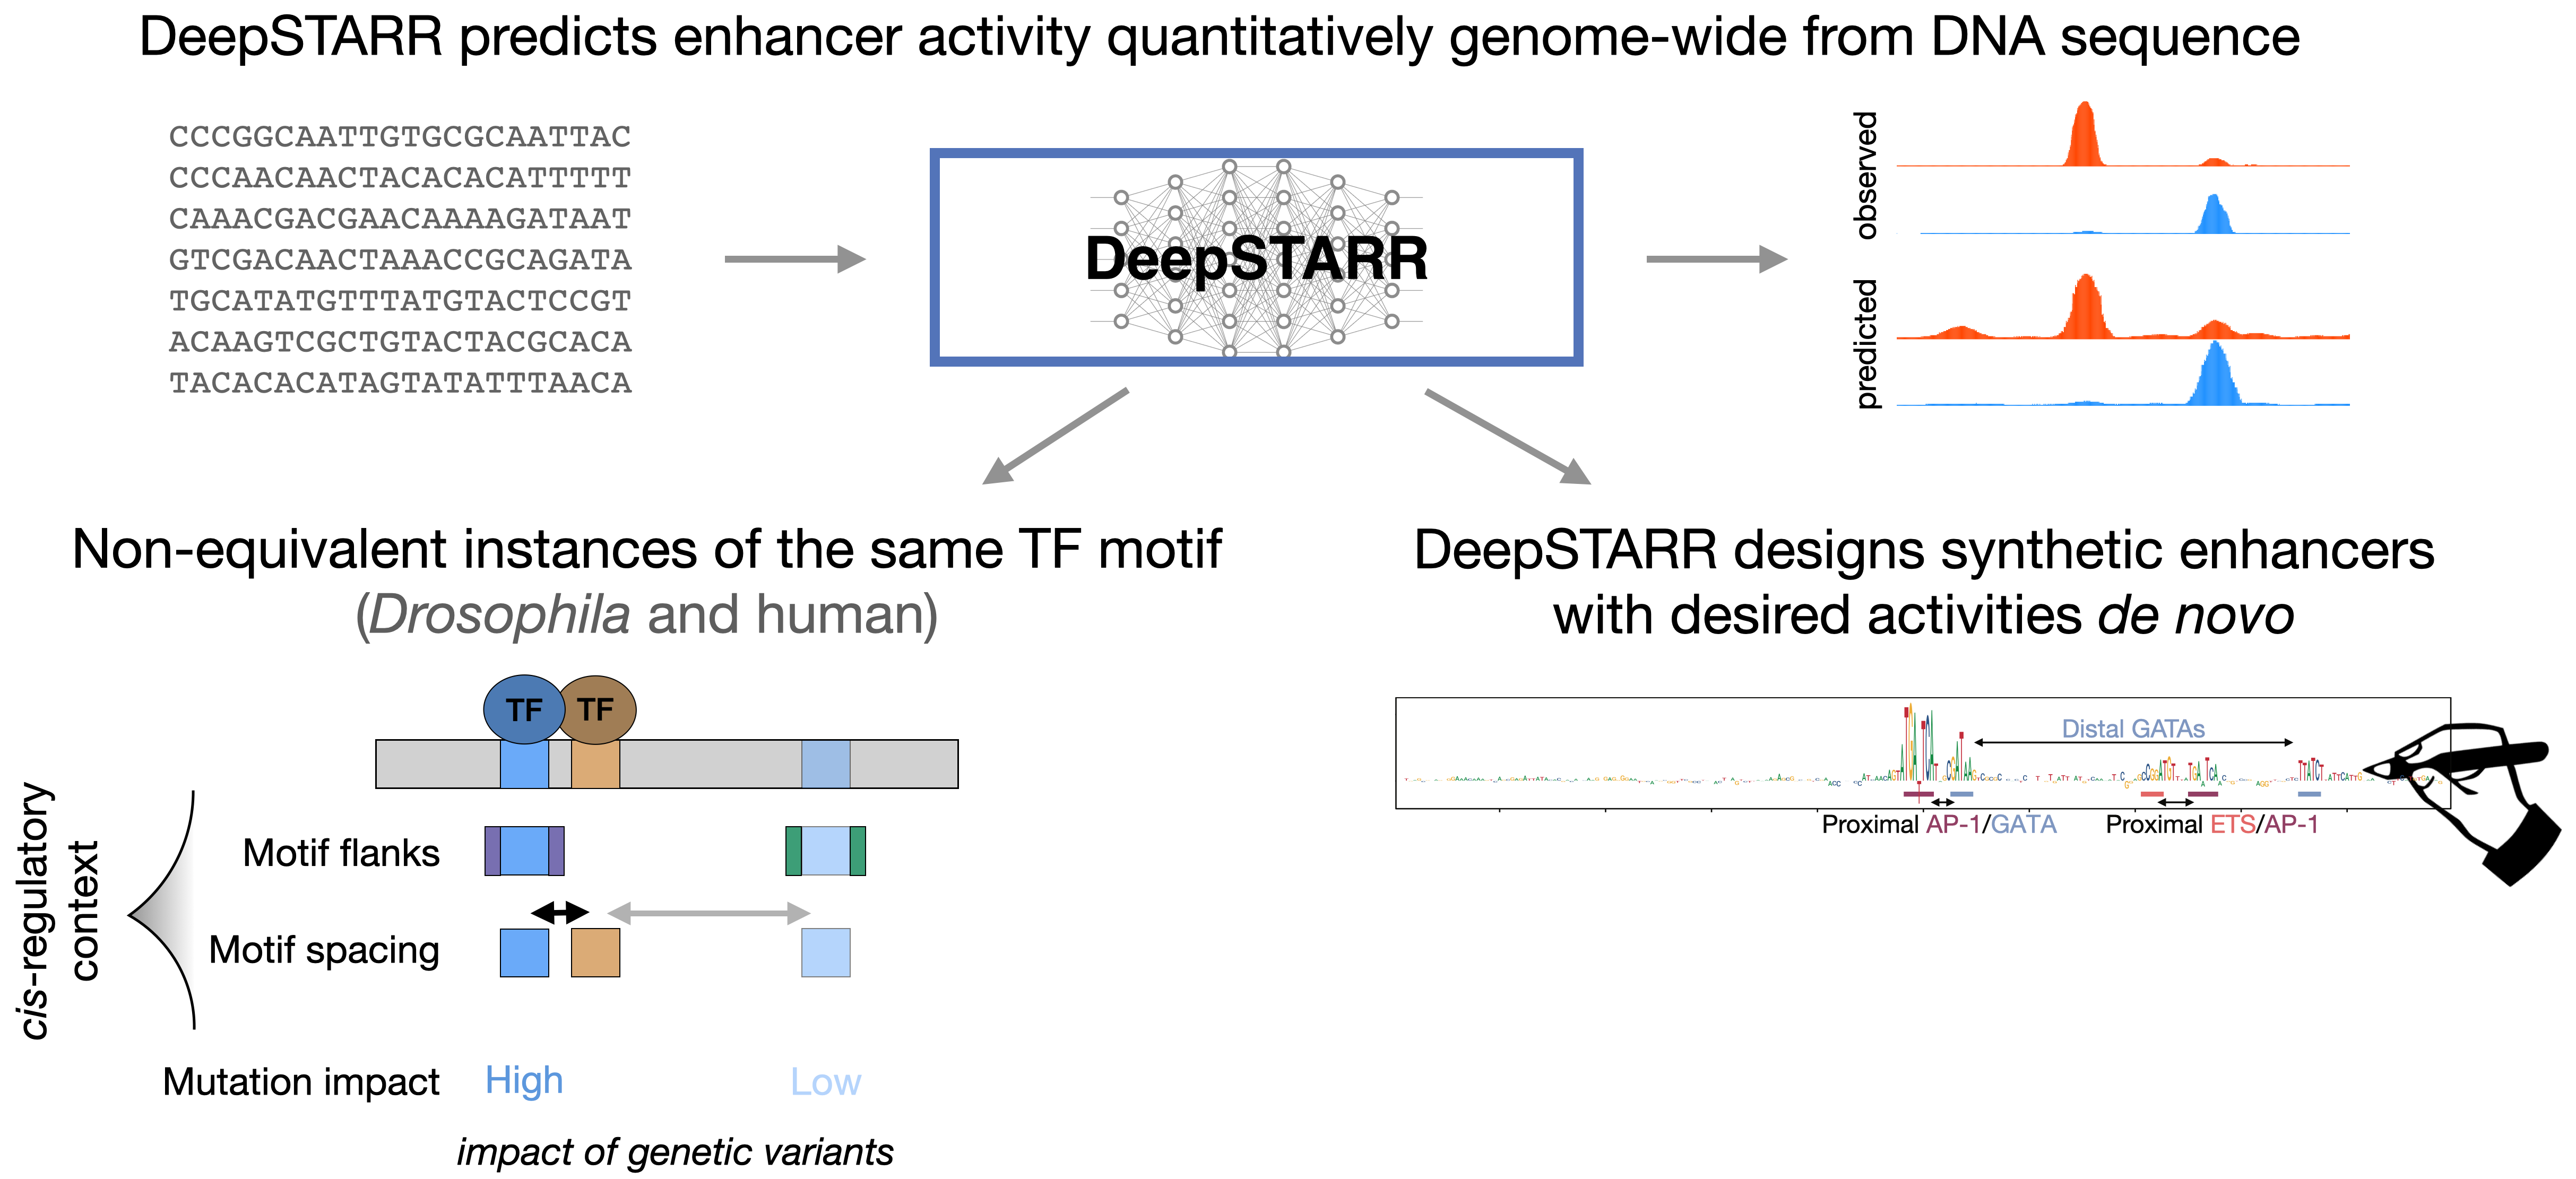 DeepSTARR predicts enhancer activity quantitatively genome-wide from DNA sequence
CCCGGCAATTGTGCGCAATTAC
CCCAACAACTACACACATTTTT
CAAACGACGAACAAAAGATAAT
GTCGACAACTAAACCGCAGATA
TGCATATGTTTATGTACTCCGT
ACAAGTCGCTGTACTACGCACA
TACACACATAGTATATTTAACA
DeepSTARR
observed
predicted
Non-equivalent instances of the same TF motif
(Drosophila and human)
TF TF
cis-regulatory
context
Motif flanks
Motif spacing
Mutation impact High Low
impact of genetic variants
DeepSTARR designs synthetic enhancers
with desired activities de novo
Distal GATAs
Proximal AP-1/GATA Proximal ETS/AP-1